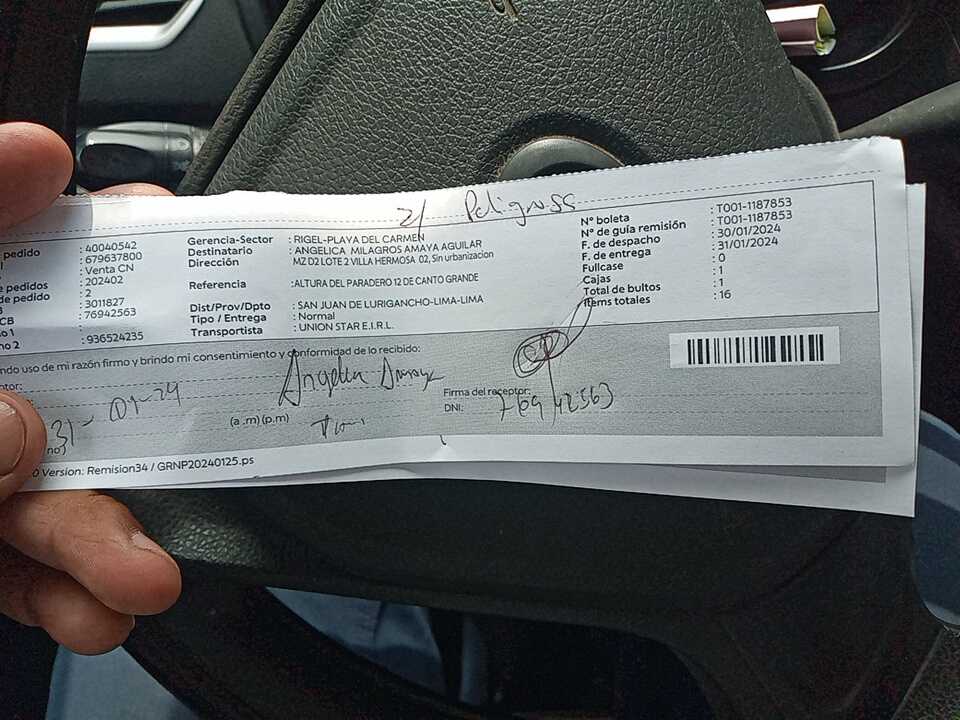 z/ Peligross
pedido : 40040542
: 679637800
: Venta CN
pedidos : 202402
de pedido : 2
: 3011827
CB : 76942563
no 1 :
no 2 : 936524235
Gerencia-Sector : RIGEL-PLAYA DEL CARMEN
Destinatario : ANGELICA MILAGROS AMAYA AGUILAR
Dirección MZ D2 LOTE 2 VILLA HERMOSA 02, Sin urbanizacion
Referencia : ALTURA DEL PARADERO 12 DE CANTO GRANDE
Dist/Prov/Dpto : SAN JUAN DE LURIGANCHO-LIMA-LIMA
Tipo / Entrega : Normal
Transportista : UNION STAR E.I.R.L.
N° boleta : T001-1187853
N° de guía remisión : T001-1187853
F. de despacho : 30/01/2024
F. de entrega : 31/01/2024
Fullcase : 0
Cajas : 1
Total de bultos : 1
Items totales : 16
ndo uso de mi razón firmo y brindo mi consentimiento y conformidad de lo recibido:
ptor:
Angelica Amaya
31-01-24
(a.m)(p.m)
Firma del receptor:
DNI: 76942563
no)
0 Version: Remision34 / GRNP20240125.ps